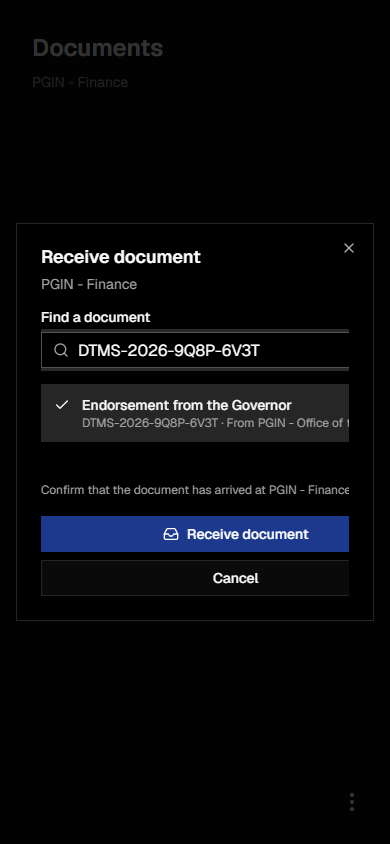 Documents
PGIN - Finance
Receive document
PGIN - Finance
Find a document
DTMS-2026-9Q8P-6V3T
Endorsement from the Governor
DTMS-2026-9Q8P-6V3T · From PGIN - Office of
Confirm that the document has arrived at PGIN - Finance
Receive document
Cancel